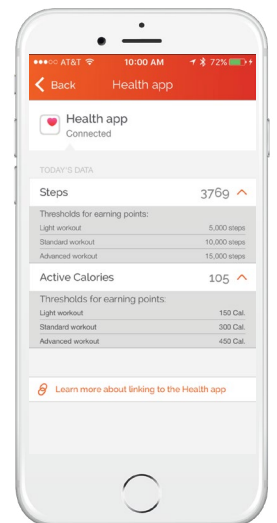 ●●●○○ AT&T 10:00 AM 72%
Back Health app
Health app
Connected
TODAY'S DATA
Steps 3769
Thresholds for earning points:
Light workout 5,000 steps
Standard workout 10,000 steps
Advanced workout 15,000 steps
Active Calories 105
Thresholds for earning points:
Light workout 150 Cal.
Standard workout 300 Cal.
Advanced workout 450 Cal.
Learn more about linking to the Health app